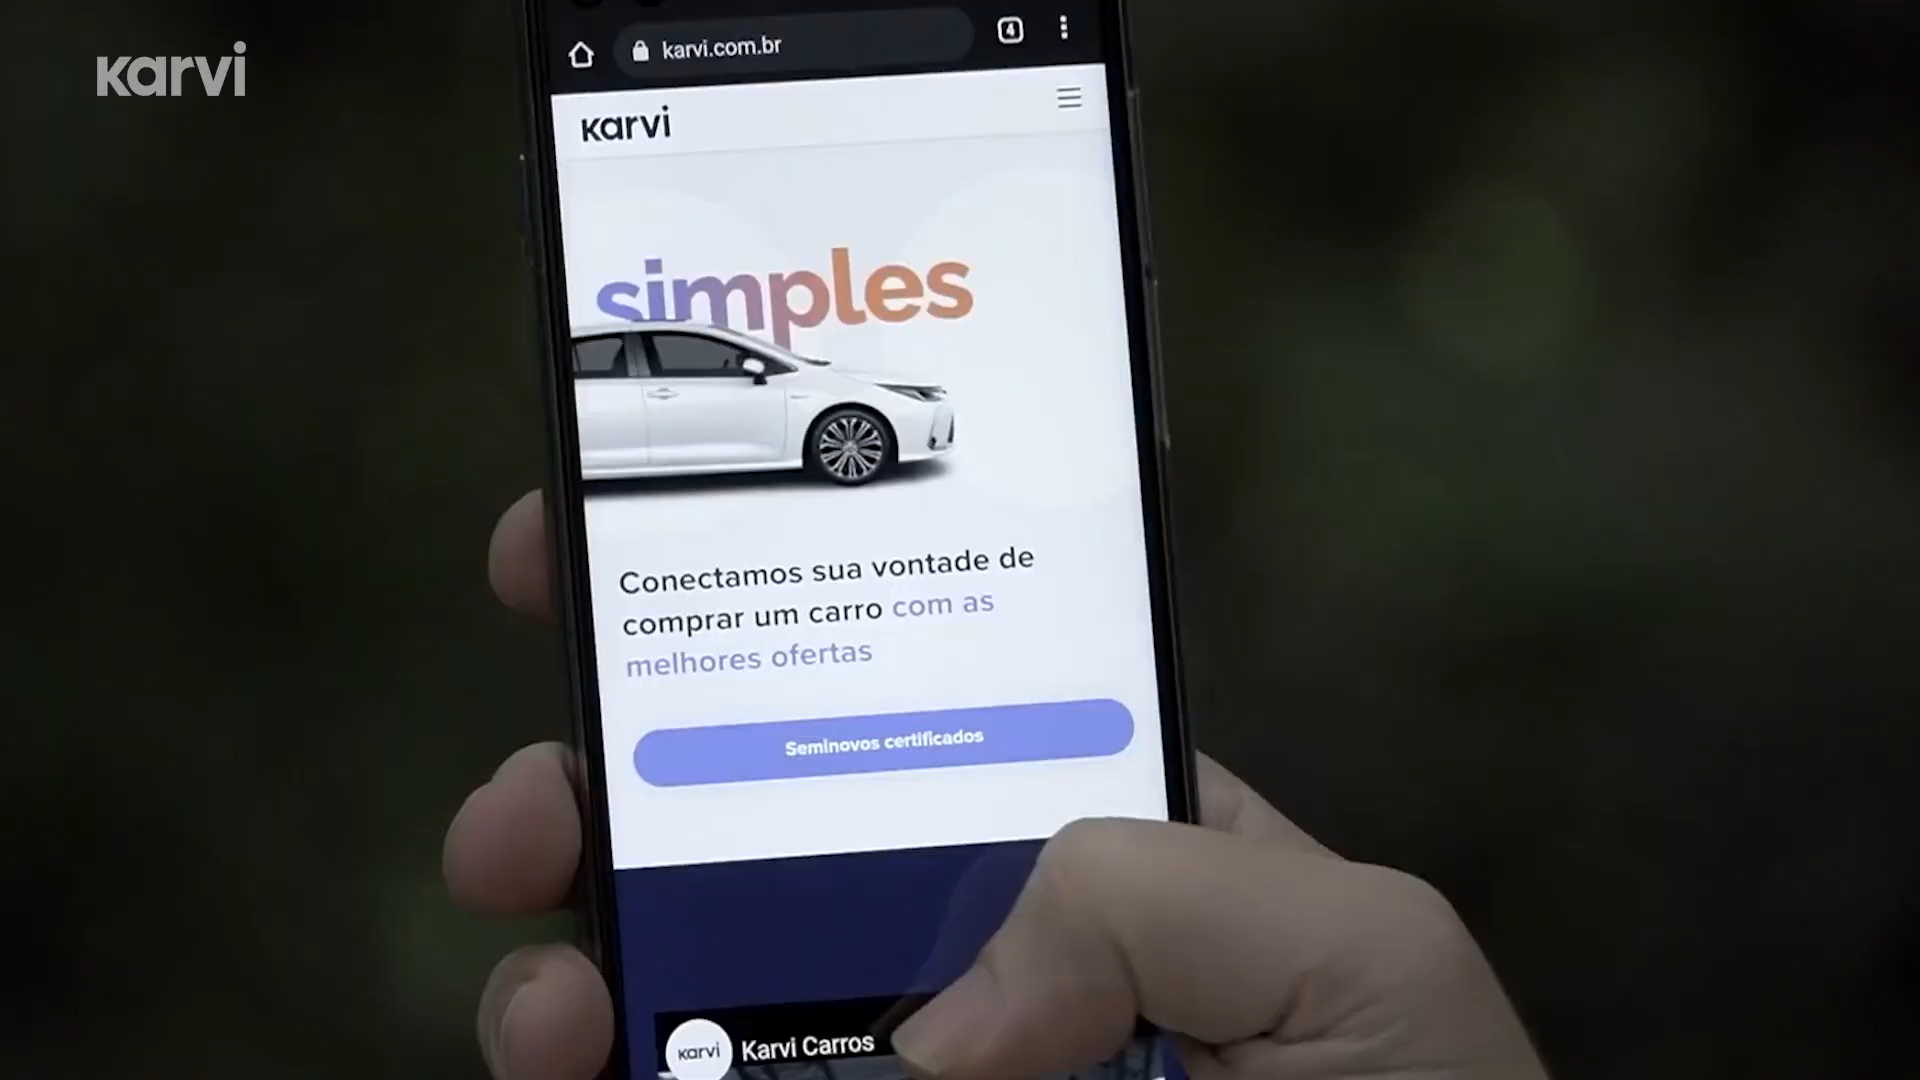 karvi
4
karvi.com.br
karvi
simples
Conectamos sua vontade de
comprar um carro com as
melhores ofertas
Seminovos certificados
karvi
Karvi Carros